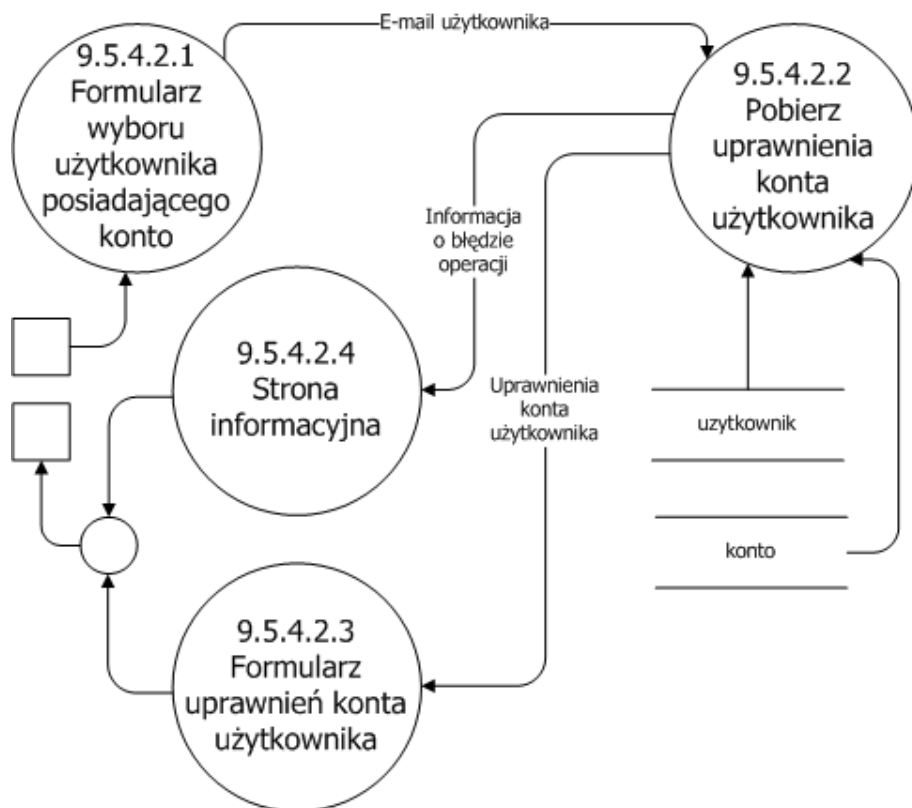 E-mail użytkownika
9.5.4.2.1
Formularz
wyboru
użytkownika
posiadającego
konto
9.5.4.2.2
Pobierz
uprawnienia
konta
użytkownika
Informacja
o błędzie
operacji
9.5.4.2.4
Strona
informacyjna
Uprawnienia
konta
użytkownika
uzytkownik
konto
9.5.4.2.3
Formularz
uprawnień konta
użytkownika